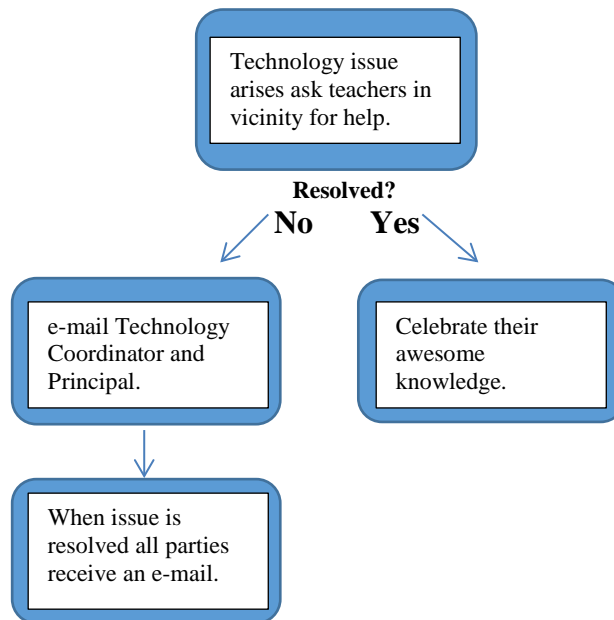 Technology issue
arises ask teachers in
vicinity for help.
Resolved?
No Yes
e-mail Technology
Coordinator and
Principal.
Celebrate their
awesome
knowledge.
When issue is
resolved all parties
receive an e-mail.